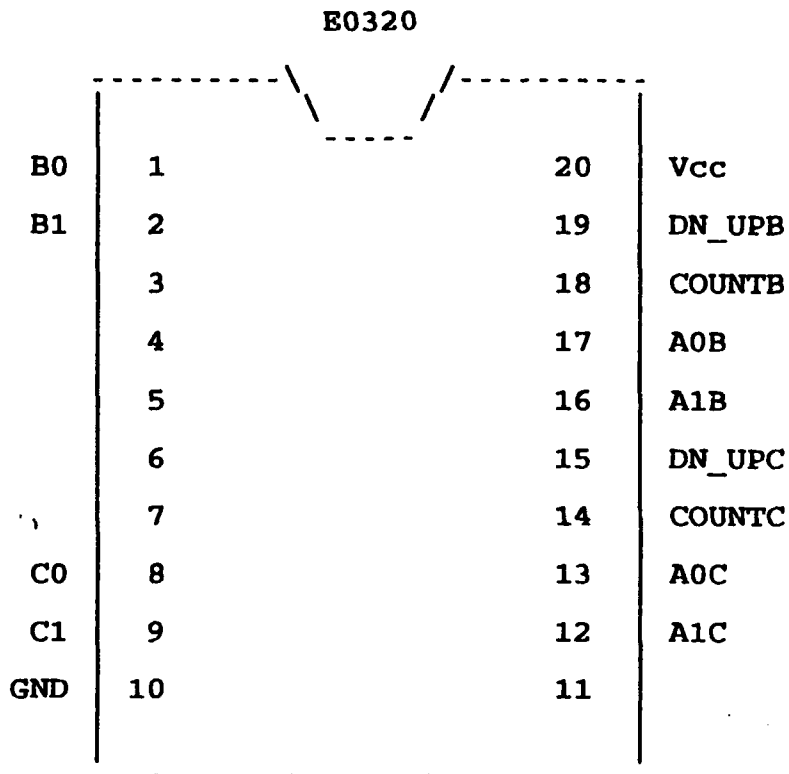 E0320
B0 1 20 Vcc
B1 2 19 DN_UPB
3 18 COUNTB
4 17 A0B
5 16 A1B
6 15 DN_UPC
7 14 COUNTC
C0 8 13 A0C
C1 9 12 A1C
GND 10 11